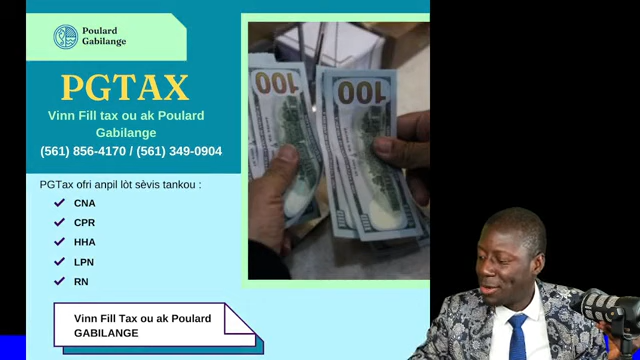 Poulard
Gabilange
PGTAX
Vinn Fill tax ou ak Poulard
Gabilange
(561) 856-4170 / (561) 349-0904
PGTax ofri anpil lòt sèvis tankou :
CNA
CPR
HHA
LPN
RN
Vinn Fill Tax ou ak Poulard
GABILANGE
100
100